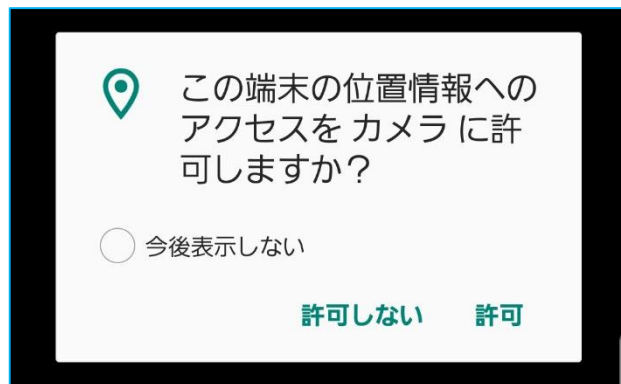 この端末の位置情報への
アクセスを カメラ に許
可しますか？
今後表示しない
許可しない 許可